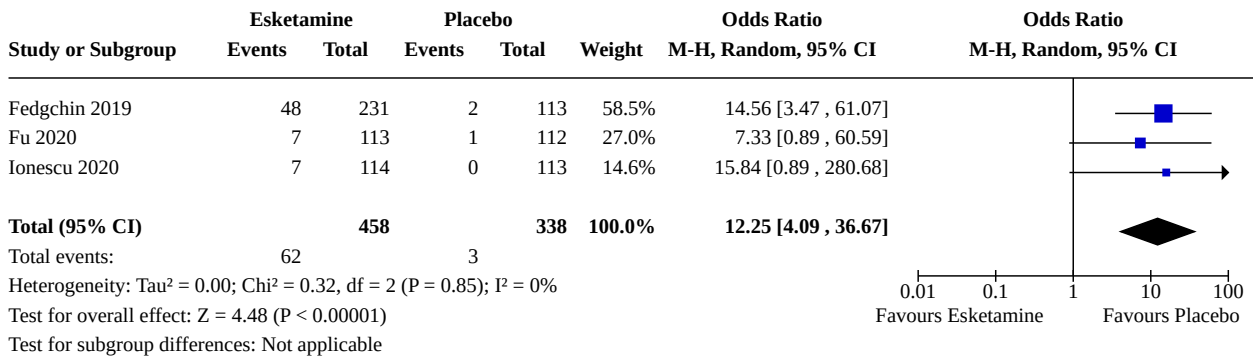 Esketamine Placebo Odds Ratio Odds Ratio
Study or Subgroup Events Total Events Total Weight M-H, Random, 95% CI M-H, Random, 95% CI
Fedgchin 2019 48 231 2 113 58.5% 14.56 [3.47 , 61.07]
Fu 2020 7 113 1 112 27.0% 7.33 [0.89 , 60.59]
Ionescu 2020 7 114 0 113 14.6% 15.84 [0.89 , 280.68]
Total (95% CI) 458 338 100.0% 12.25 [4.09 , 36.67]
Total events: 62 3
Heterogeneity: Tau² = 0.00; Chi² = 0.32, df = 2 (P = 0.85); I² = 0%
0.01 0.1 1 10 100
Test for overall effect: Z = 4.48 (P < 0.00001) Favours Esketamine Favours Placebo
Test for subgroup differences: Not applicable